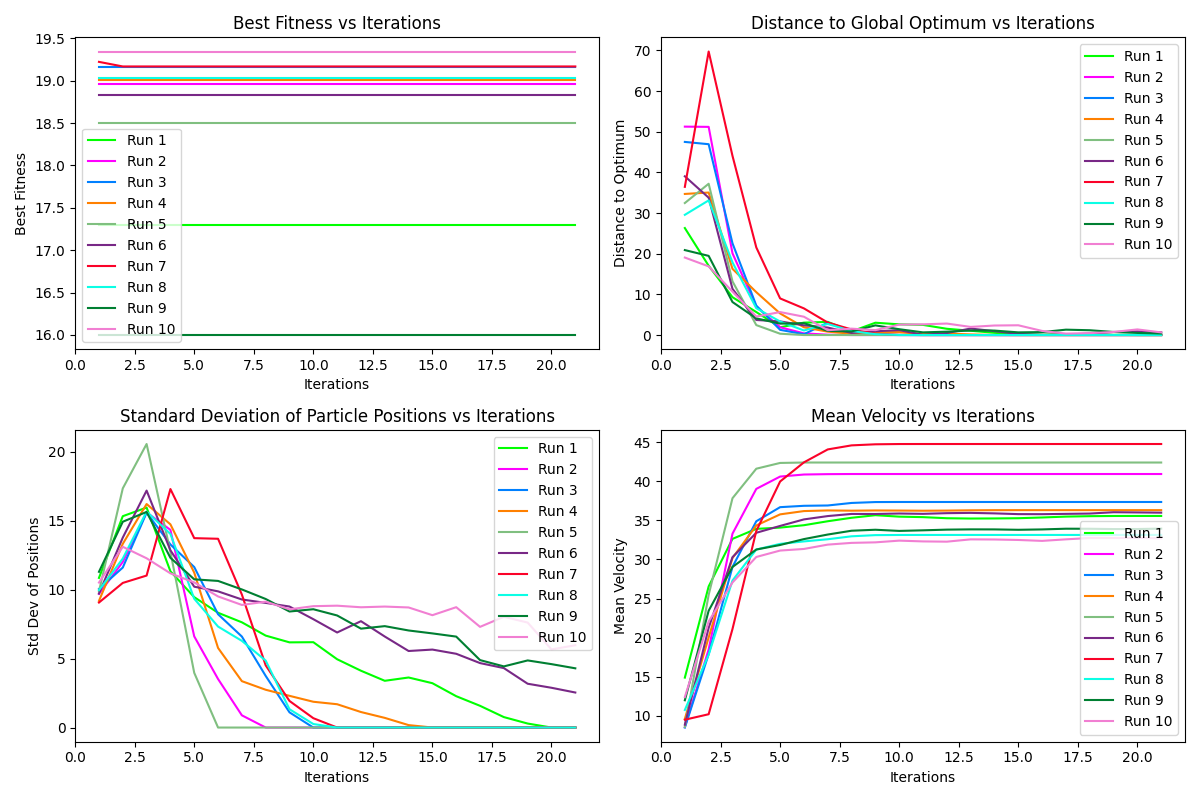 Best Fitness vs Iterations
Best Fitness
19.5
19.0
18.5
18.0
17.5
17.0
16.5
16.0
Run 1
Run 2
Run 3
Run 4
Run 5
Run 6
Run 7
Run 8
Run 9
Run 10
0.0 2.5 5.0 7.5 10.0 12.5 15.0 17.5 20.0
Iterations
Distance to Global Optimum vs Iterations
Distance to Optimum
70
60
50
40
30
20
10
0
Run 1
Run 2
Run 3
Run 4
Run 5
Run 6
Run 7
Run 8
Run 9
Run 10
0.0 2.5 5.0 7.5 10.0 12.5 15.0 17.5 20.0
Iterations
Standard Deviation of Particle Positions vs Iterations
Std Dev of Positions
20
15
10
5
0
Run 1
Run 2
Run 3
Run 4
Run 5
Run 6
Run 7
Run 8
Run 9
Run 10
0.0 2.5 5.0 7.5 10.0 12.5 15.0 17.5 20.0
Iterations
Mean Velocity vs Iterations
Mean Velocity
45
40
35
30
25
20
15
10
Run 1
Run 2
Run 3
Run 4
Run 5
Run 6
Run 7
Run 8
Run 9
Run 10
0.0 2.5 5.0 7.5 10.0 12.5 15.0 17.5 20.0
Iterations